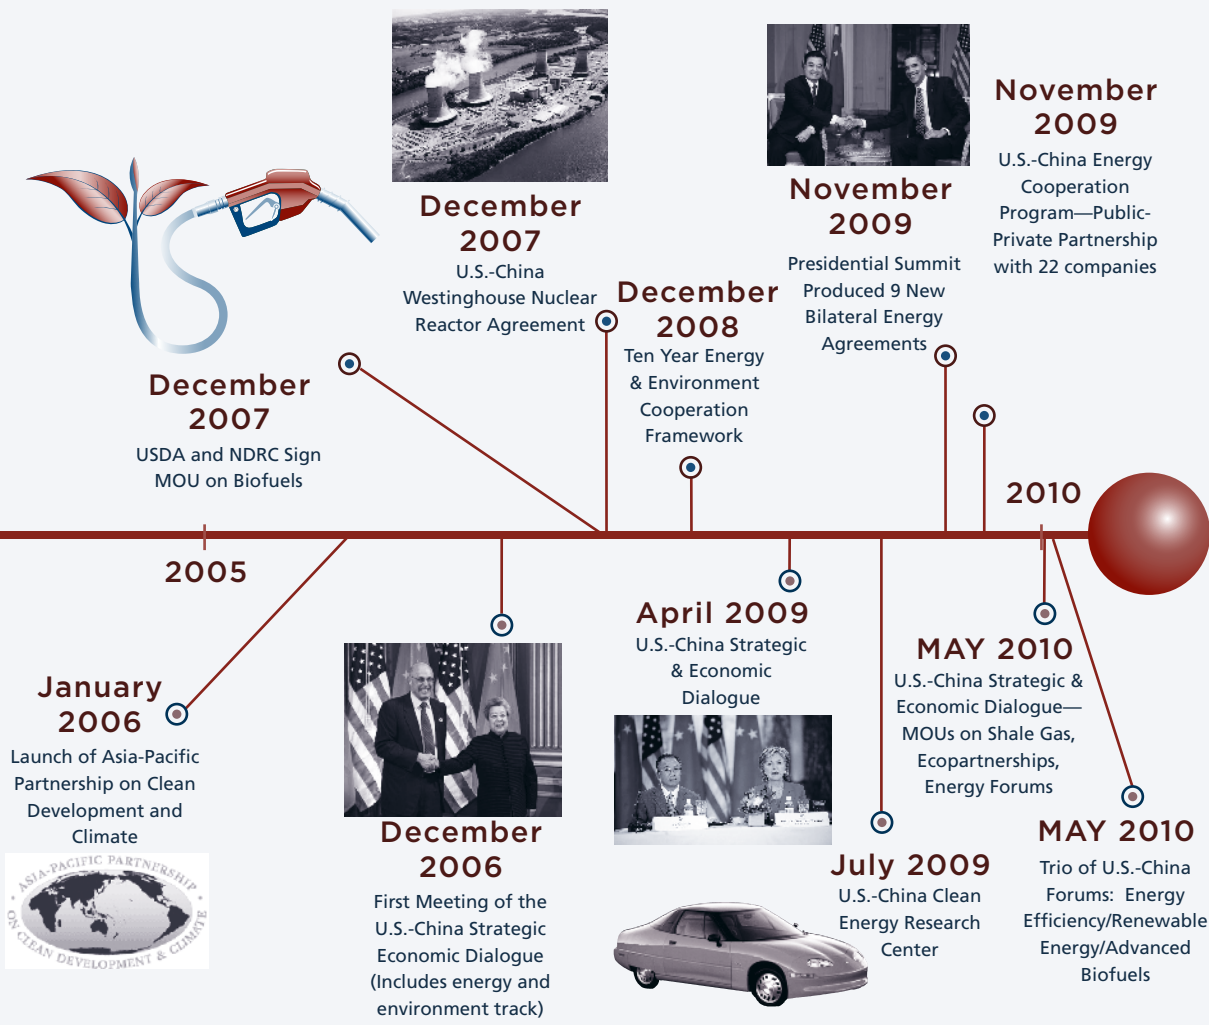 December
2007
U.S.-China
Westinghouse Nuclear
Reactor Agreement
November
2009
Presidential Summit
Produced 9 New
Bilateral Energy
Agreements
November
2009
U.S.-China Energy
Cooperation
Program—Public-
Private Partnership
with 22 companies
December
2008
Ten Year Energy
& Environment
Cooperation
Framework
December
2007
USDA and NDRC Sign
MOU on Biofuels
2010
2005
January
2006
Launch of Asia-Pacific
Partnership on Clean
Development and
Climate
ASIA-PACIFIC PARTNERSHIP
ON CLEAN DEVELOPMENT & CLIMATE
December
2006
First Meeting of the
U.S.-China Strategic
Economic Dialogue
(Includes energy and
environment track)
April 2009
U.S.-China Strategic
& Economic
Dialogue
July 2009
U.S.-China Clean
Energy Research
Center
MAY 2010
U.S.-China Strategic &
Economic Dialogue—
MOUs on Shale Gas,
Ecopartnerships,
Energy Forums
MAY 2010
Trio of U.S.-China
Forums: Energy
Efficiency/Renewable
Energy/Advanced
Biofuels